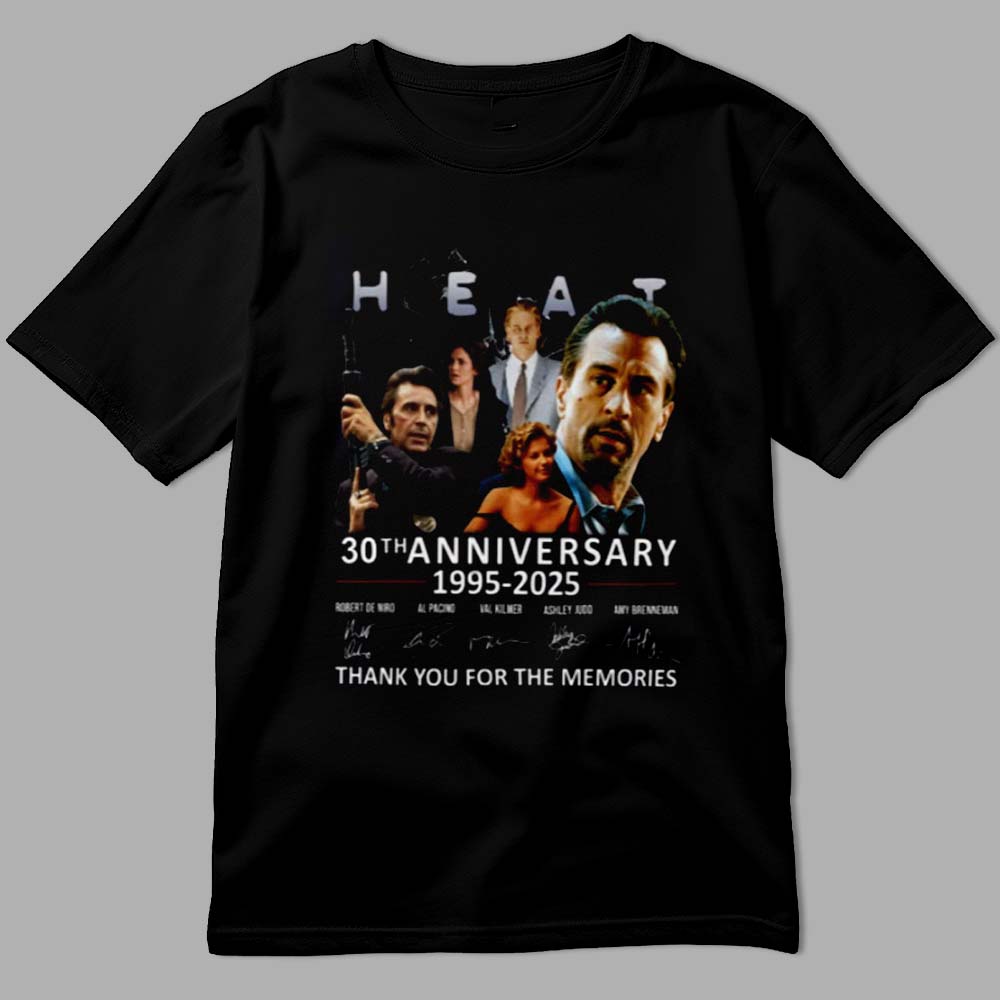 HEAT
30TH ANNIVERSARY
1995-2025
ROBERT DE NIRO AL PACINO VAL KILMER ASHLEY JUDD AMY BRENNEMAN
THANK YOU FOR THE MEMORIES